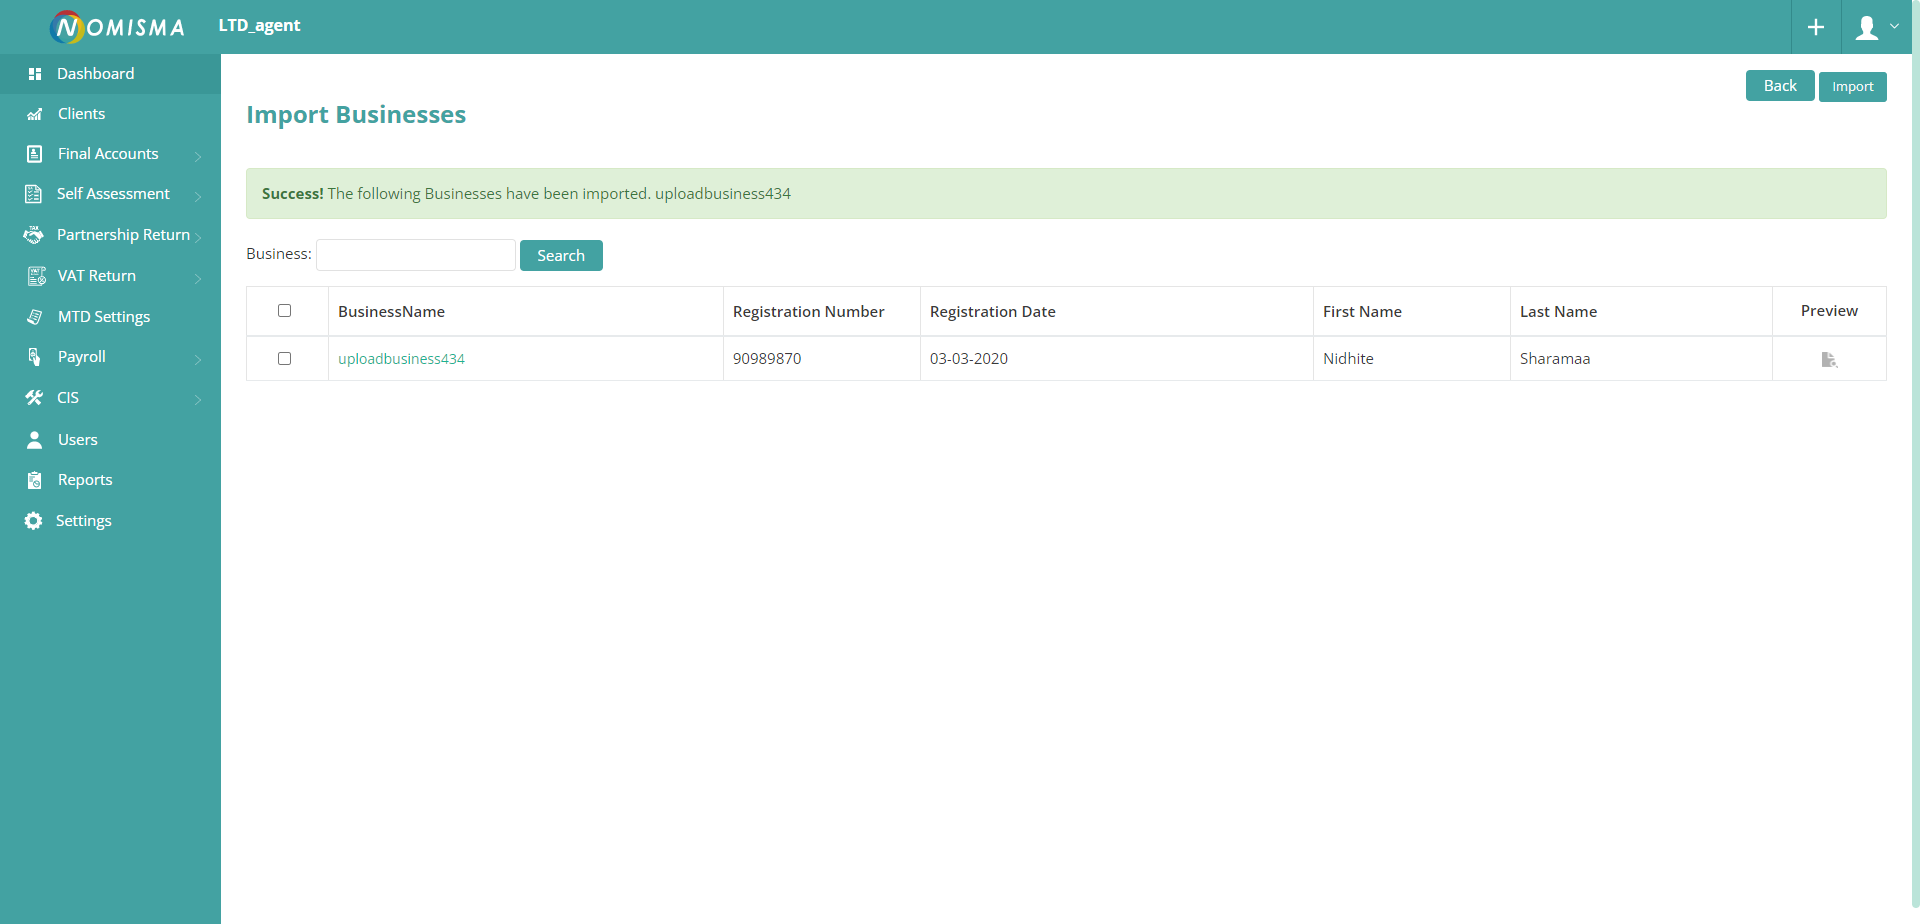 NOMISMA LTD_agent
Dashboard
Clients
Final Accounts
Self Assessment
Partnership Return
VAT Return
MTD Settings
Payroll
CIS
Users
Reports
Settings
Back Import
Import Businesses
Success! The following Businesses have been imported. uploadbusiness434
Business: Search
BusinessName Registration Number Registration Date First Name Last Name Preview
uploadbusiness434 90989870 03-03-2020 Nidhite Sharamaa